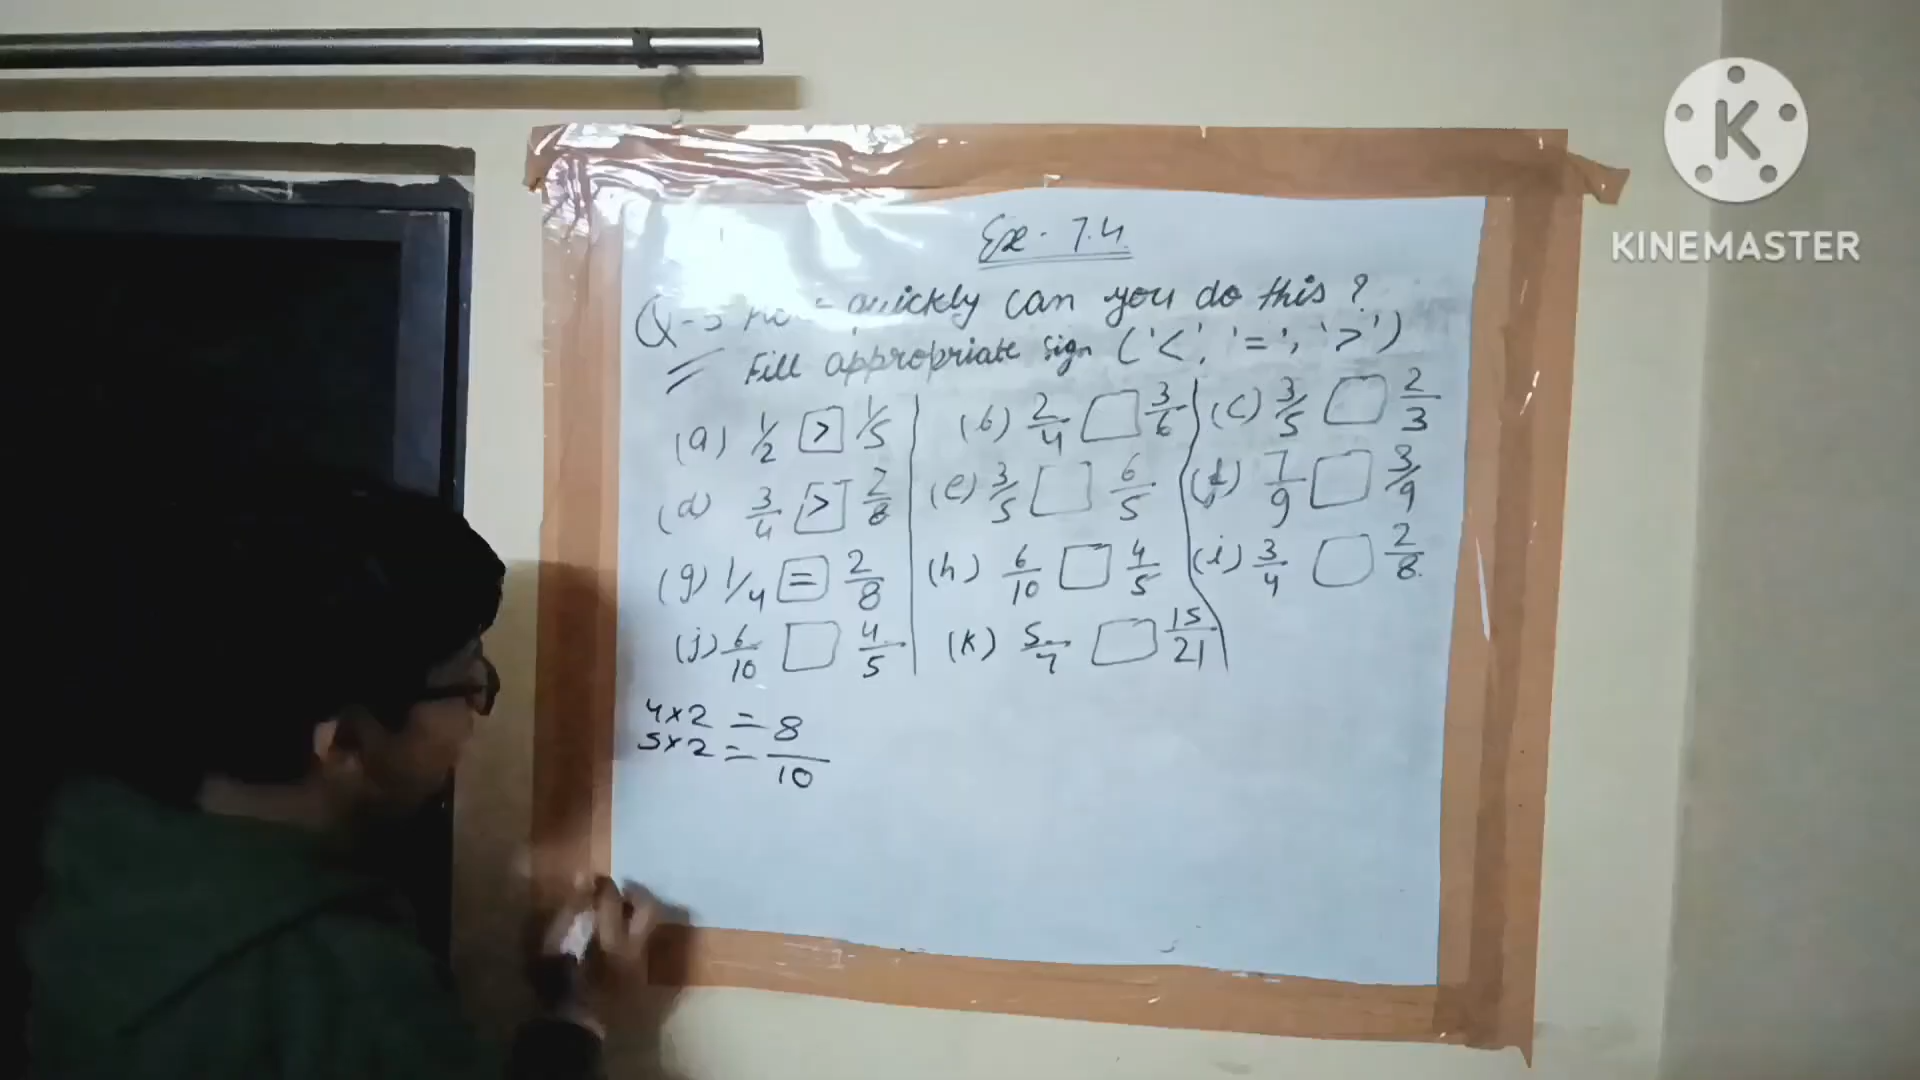 Ex - 7.4
Q-5 quickly can you do this ?
Fill appropriate sign ('<', '=', '>')
(a) 1/2 > 1/5 (b) 2/4 □ 3/6 (c) 3/5 □ 2/3
(d) 3/4 > 2/8 (e) 3/5 □ 6/5 (f) 7/9 □ 3/9
(g) 1/4 = 2/8 (h) 6/10 □ 4/5 (i) 3/4 □ 2/8
(j) 6/10 □ 4/5 (k) 5/7 □ 15/21
4×2 = 8
5×2 = 10
K
KINEMASTER